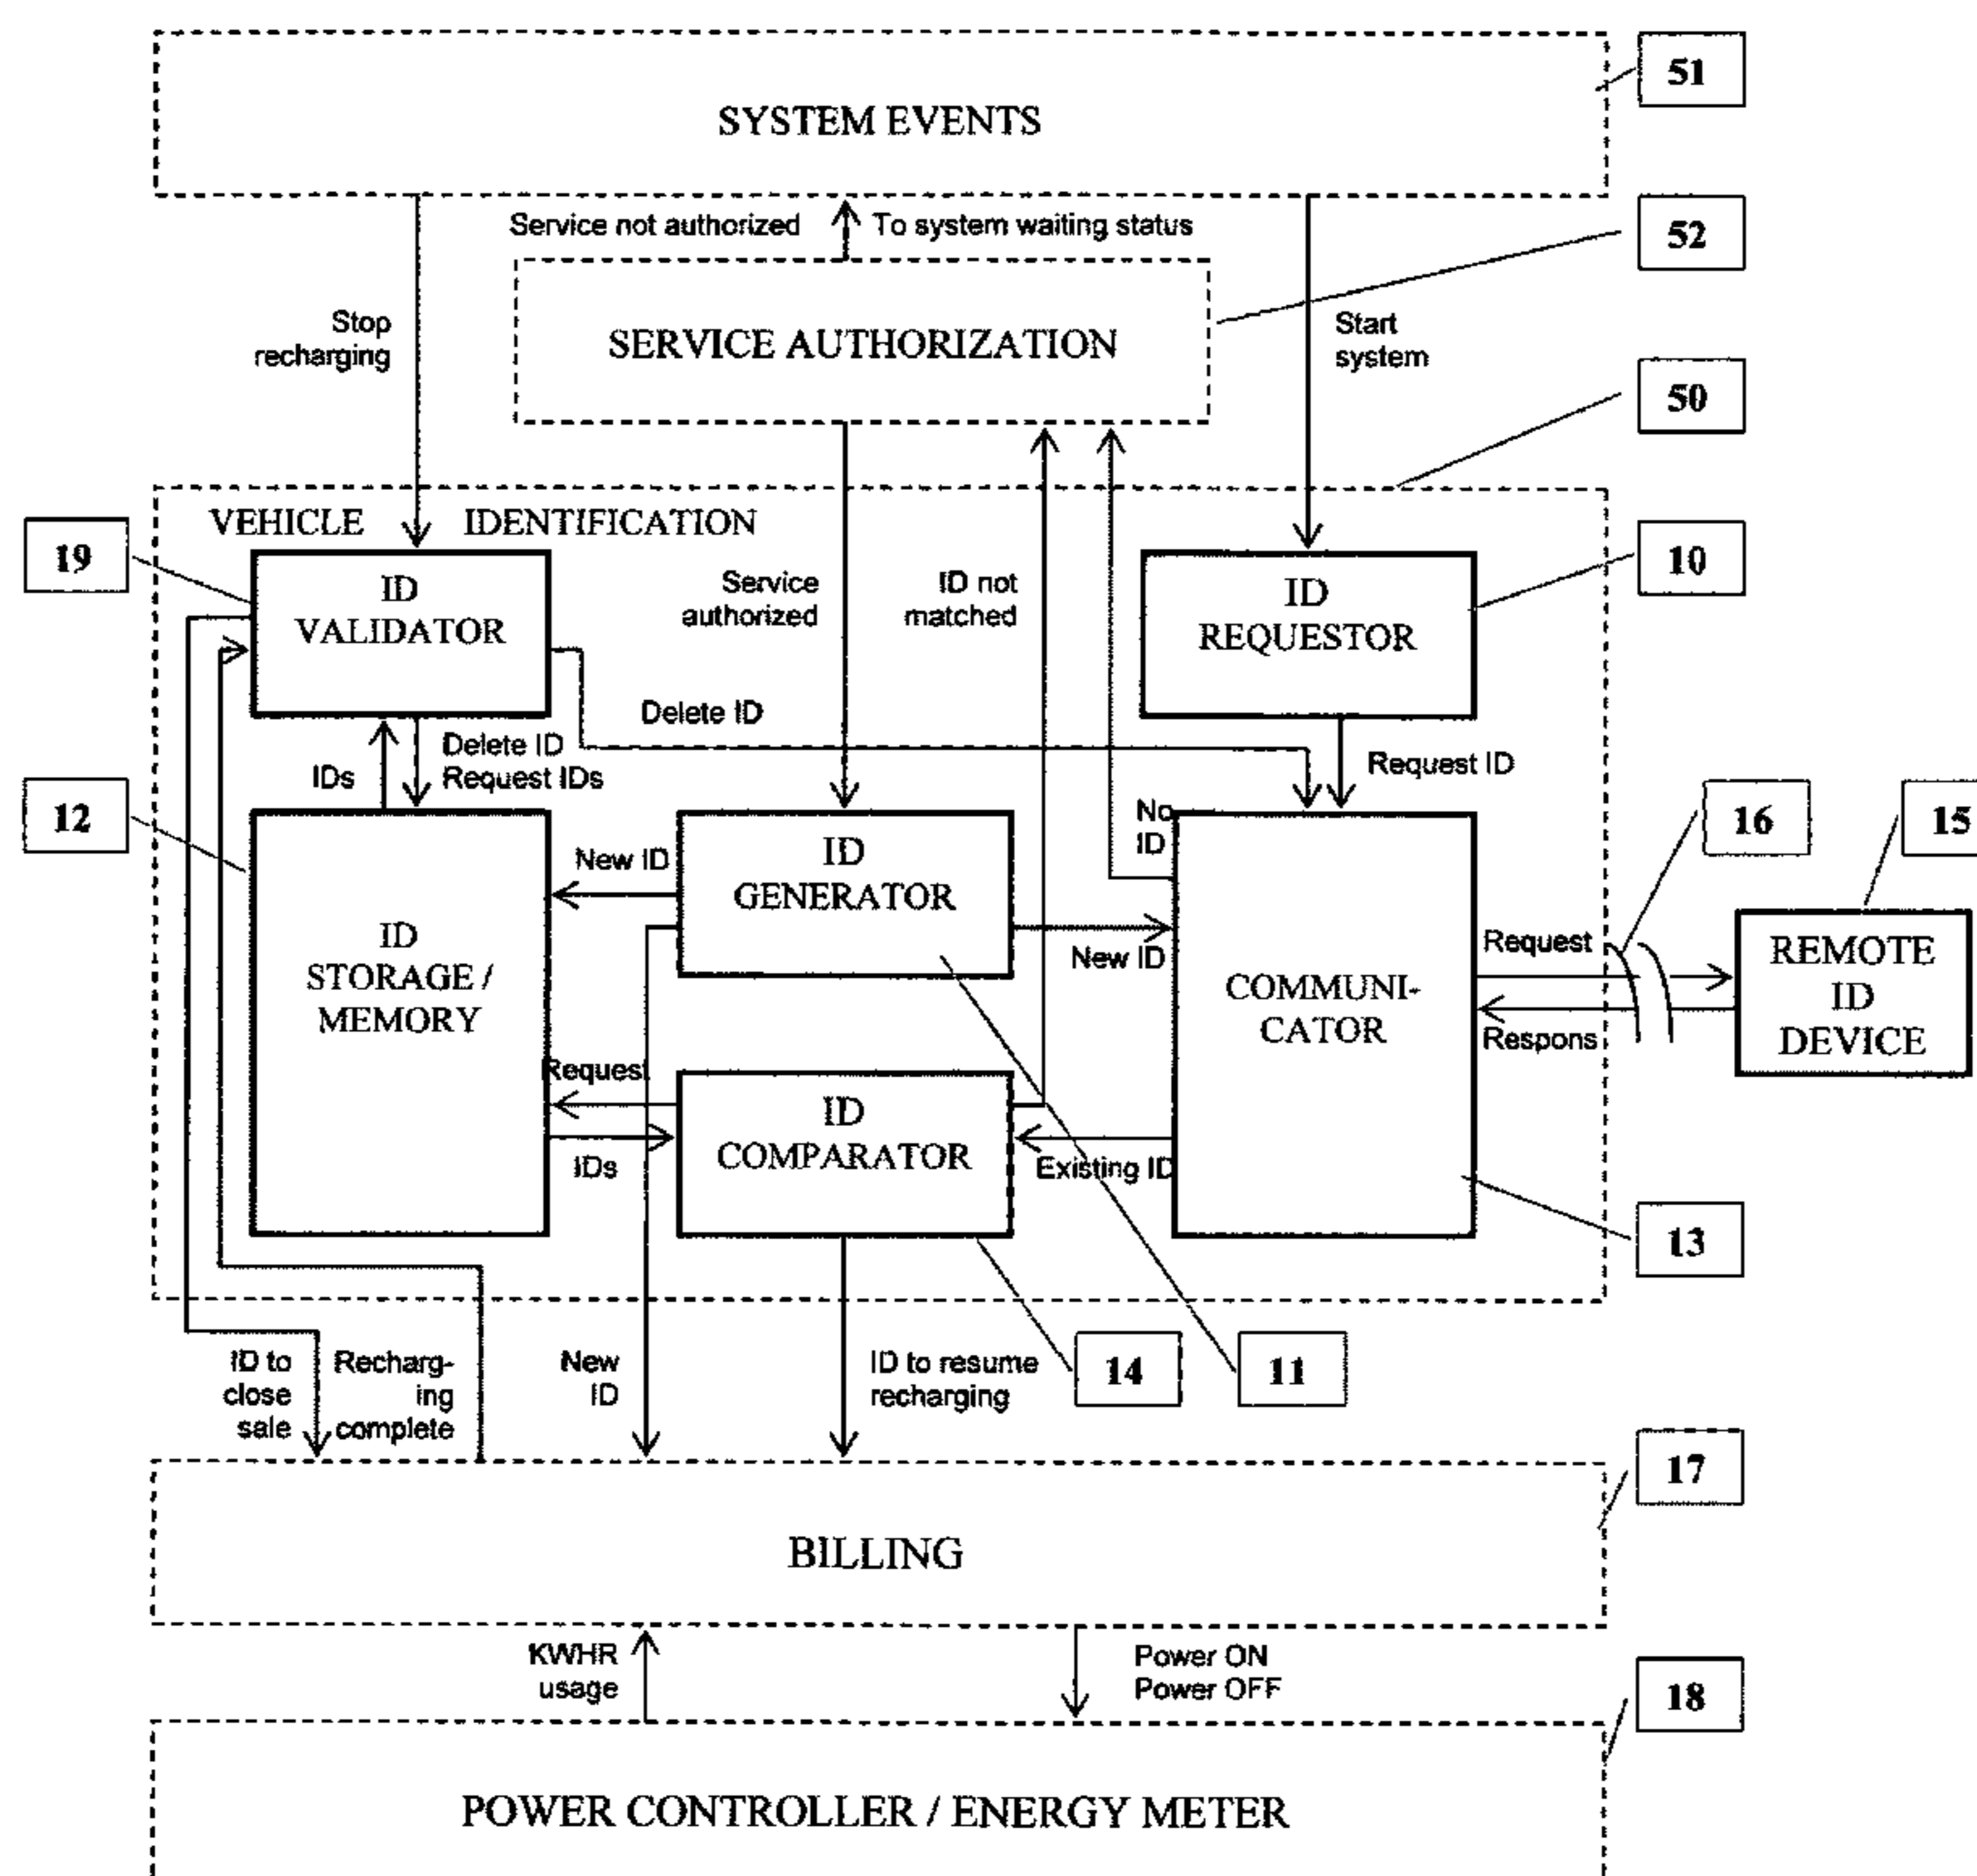 51
SYSTEM EVENTS
Service not authorized
To system waiting status
52
Stop
recharging
SERVICE AUTHORIZATION
Start
system
50
VEHICLE IDENTIFICATION
19
ID
VALIDATOR
Service
authorized
ID not
matched
ID
REQUESTOR
10
Delete ID
IDs
Delete ID
Request IDs
Request ID
12
No
ID
16
15
New ID
ID
GENERATOR
ID
STORAGE /
MEMORY
New ID
COMMUNI-
CATOR
Request
Respons
REMOTE
ID
DEVICE
Request
ID
COMPARATOR
IDs
Existing ID
13
ID to
close
sale
Recharg-
ing
complete
New
ID
ID to resume
recharging
14
11
17
BILLING
KWHR
usage
Power ON
Power OFF
18
POWER CONTROLLER / ENERGY METER